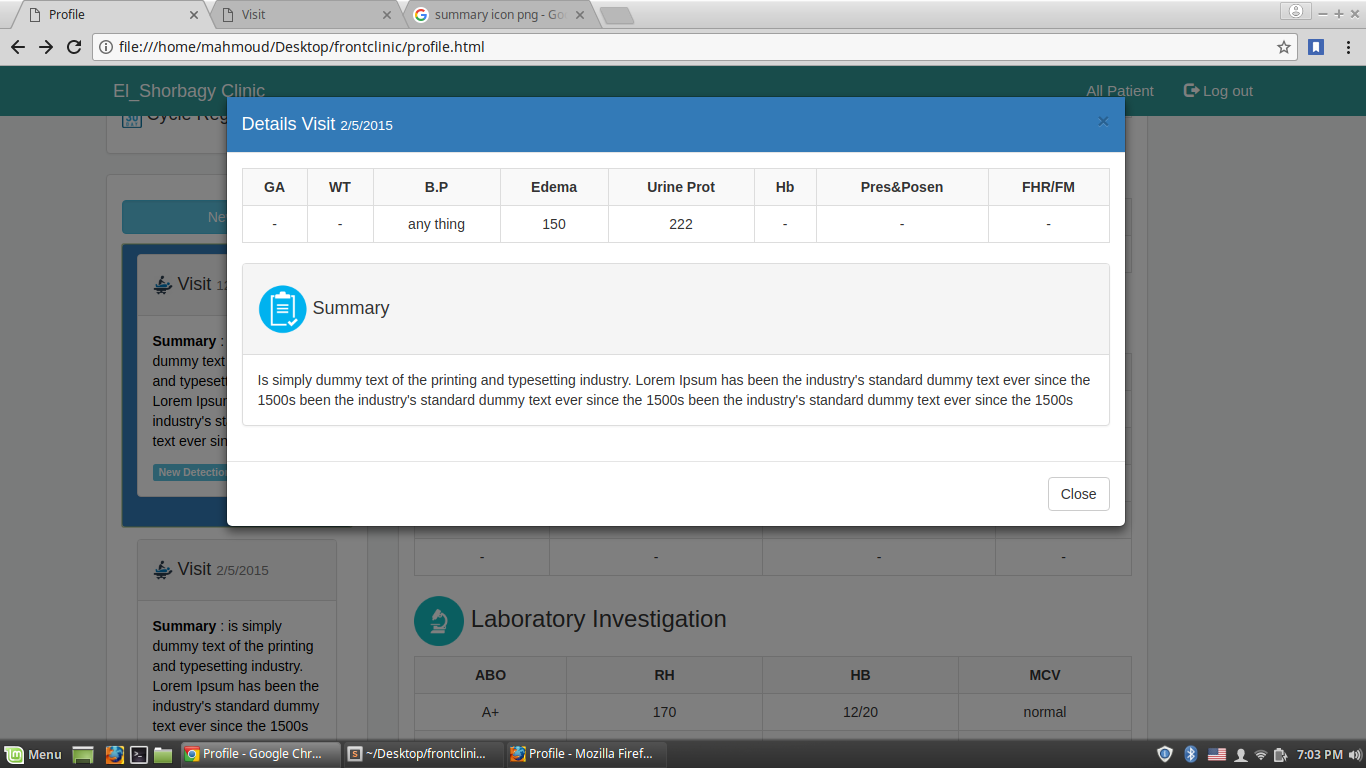 Profile
Visit
summary icon png - Go
file:///home/mahmoud/Desktop/frontclinic/profile.html
El_Shorbagy Clinic
All Patient
Log out
Cycle Reg
Details Visit 2/5/2015
×
GA WT B.P Edema Urine Prot Hb Pres&Posen FHR/FM
- - any thing 150 222 - - -
Summary
Is simply dummy text of the printing and typesetting industry. Lorem Ipsum has been the industry's standard dummy text ever since the
1500s been the industry's standard dummy text ever since the 1500s been the industry's standard dummy text ever since the 1500s
Close
Ne
Visit 12
Summary :
dummy text
and typesett
Lorem Ipsum
industry's st
text ever sin
New Detectio
Visit 2/5/2015
Summary : is simply
dummy text of the printing
and typesetting industry.
Lorem Ipsum has been the
industry's standard dummy
text ever since the 1500s
- - - -
Laboratory Investigation
ABO RH HB MCV
A+ 170 12/20 normal
Menu
Profile - Google Chr...
~/Desktop/frontclini...
Profile - Mozilla Firef...
7:03 PM